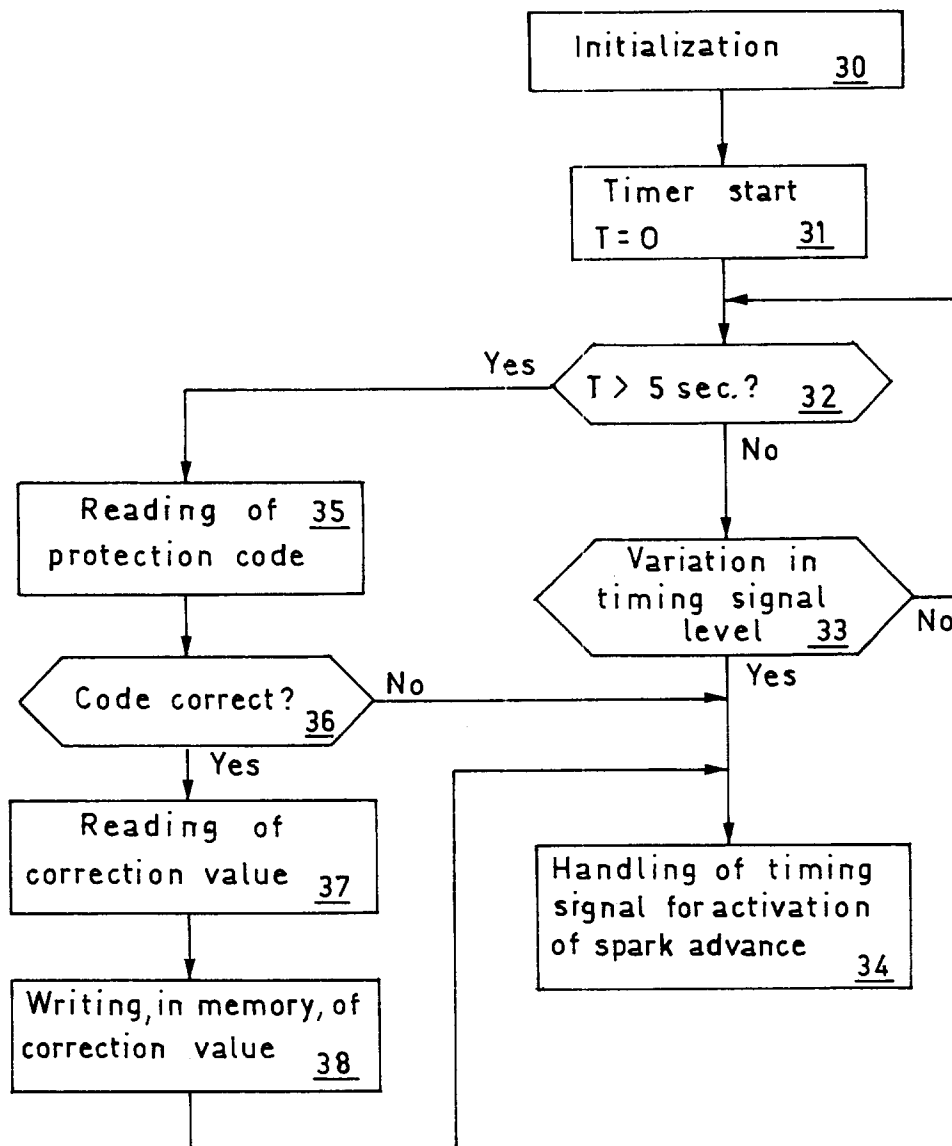 Initialization
30
Timer start
T = 0 31
Yes
T > 5 sec.? 32
No
Reading of 35
protection code
Variation in
timing signal
level 33
No
Yes
Code correct?
36
No
Yes
Reading of
correction value 37
Handling of timing
signal for activation
of spark advance
34
Writing, in memory, of
correction value 38